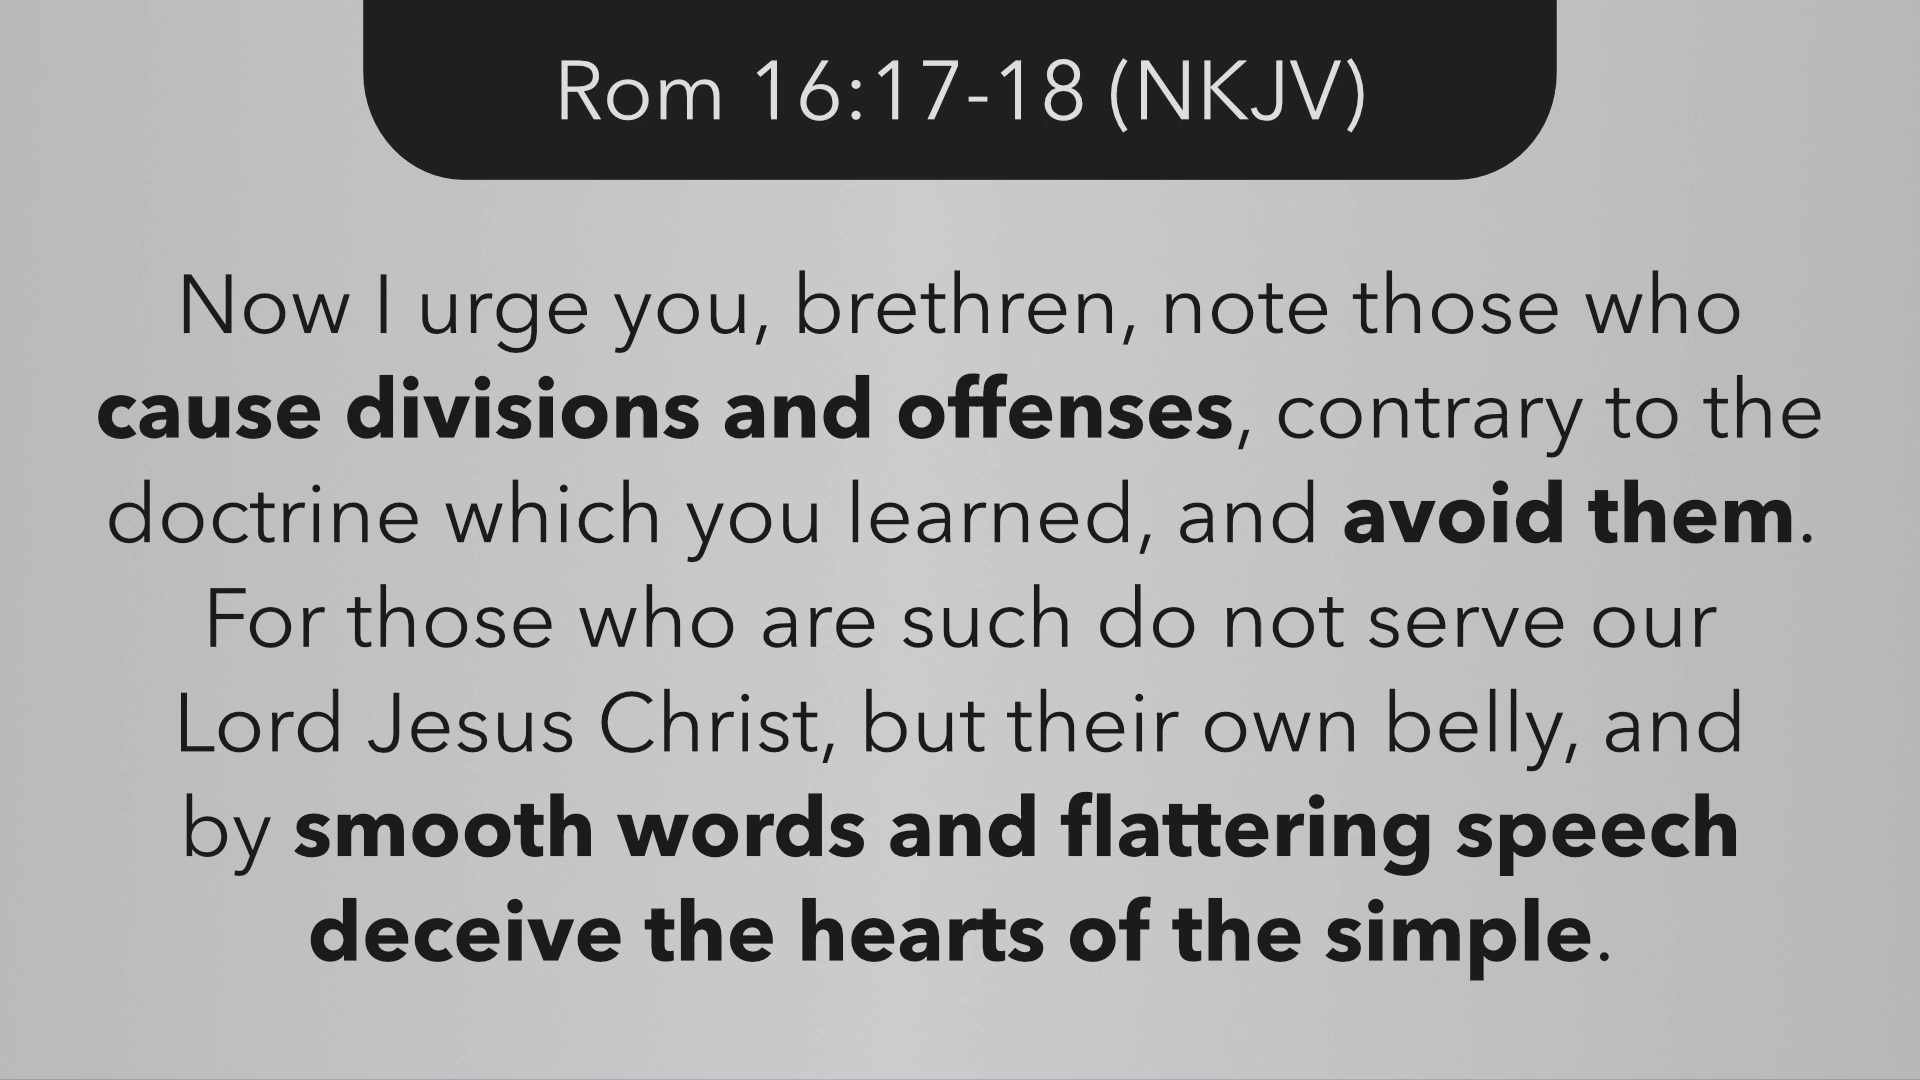 Rom 16:17-18 (NKJV)
Now I urge you, brethren, note those who
cause divisions and offenses, contrary to the
doctrine which you learned, and avoid them.
For those who are such do not serve our
Lord Jesus Christ, but their own belly, and
by smooth words and flattering speech
deceive the hearts of the simple.